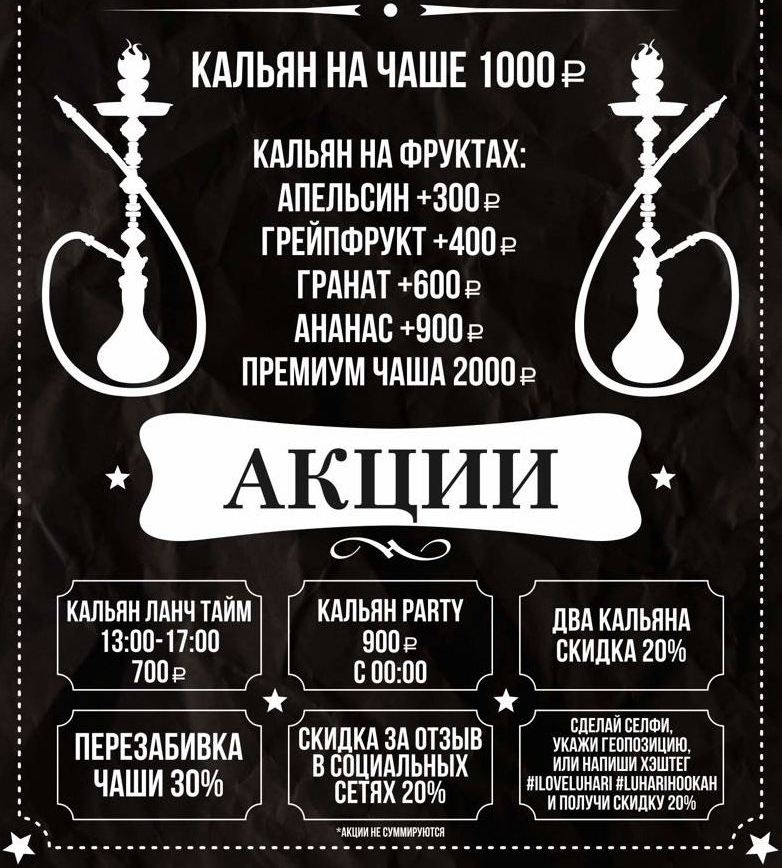 КАЛЬЯН НА ЧАШЕ 1000 ₽
КАЛЬЯН НА ФРУКТАХ:
АПЕЛЬСИН +300 ₽
ГРЕЙПФРУКТ +400 ₽
ГРАНАТ +600 ₽
АНАНАС +900 ₽
ПРЕМИУМ ЧАША 2000 ₽
АКЦИИ
КАЛЬЯН ЛАНЧ ТАЙМ
13:00-17:00
700 ₽
КАЛЬЯН PARTY
900 ₽
С 00:00
ДВА КАЛЬЯНА
СКИДКА 20%
ПЕРЕЗАБИВКА
ЧАШИ 30%
СКИДКА ЗА ОТЗЫВ
В СОЦИАЛЬНЫХ
СЕТЯХ 20%
СДЕЛАЙ СЕЛФИ,
УКАЖИ ГЕОПОЗИЦИЮ,
ИЛИ НАПИШИ ХЭШТЕГ
#ILOVELUHARI #LUHARIHOOKAH
И ПОЛУЧИ СКИДКУ 20%
*АКЦИИ НЕ СУММИРУЮТСЯ